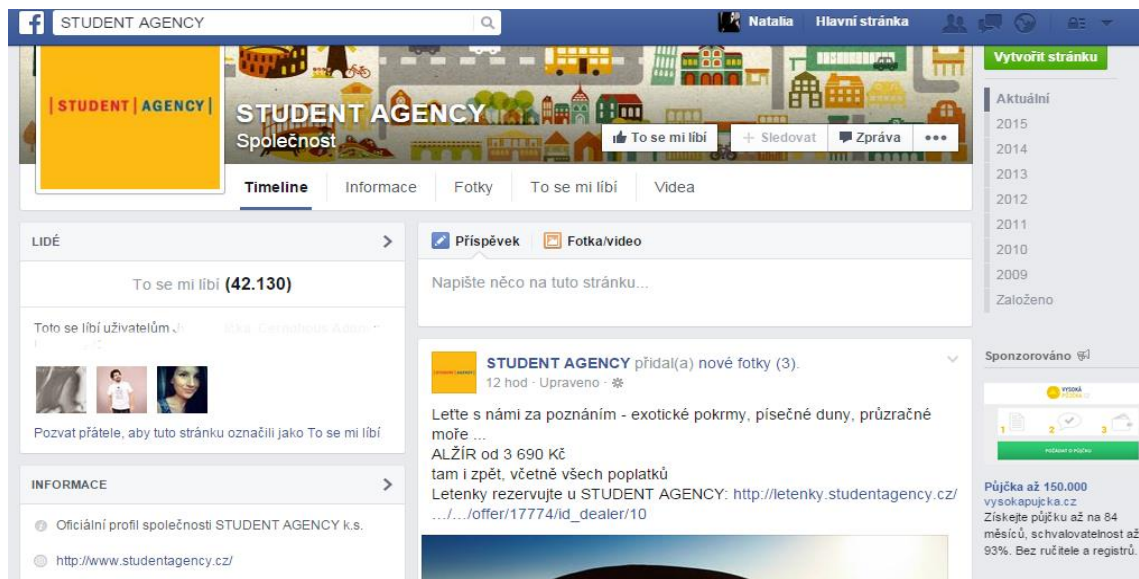 STUDENT AGENCY
Natalia
Hlavní stránka
| STUDENT | AGENCY |
STUDENT AGENCY
Společnost
To se mi líbí
+ Sledovat
Zpráva
Timeline
Informace
Fotky
To se mi líbí
Videa
LIDÉ
To se mi líbí (42.130)
Toto se líbí uživatelům
Pozvat přátele, aby tuto stránku označili jako To se mi líbí
INFORMACE
Oficiální profil společnosti STUDENT AGENCY k.s.
http://www.studentagency.cz/
Příspěvek
Fotka/video
Napište něco na tuto stránku...
STUDENT AGENCY přidal(a) nové fotky (3).
12 hod · Upraveno ·
Leťte s námi za poznáním - exotické pokrmy, písečné duny, průzračné
moře ...
ALŽÍR od 3 690 Kč
tam i zpět, včetně všech poplatků
Letenky rezervujte u STUDENT AGENCY: http://letenky.studentagency.cz/
.../.../offer/17774/id_dealer/10
Vytvořit stránku
Aktuální
2015
2014
2013
2012
2011
2010
2009
Založeno
Sponzorováno
VYSOKÁ
1
2
3
POŽÁDAT O PŮJČKU
Půjčka až 150.000
vysokapujcka.cz
Získejte půjčku až na 84
měsíců, schvalovatelnost až
93%. Bez ručitele a registrů.